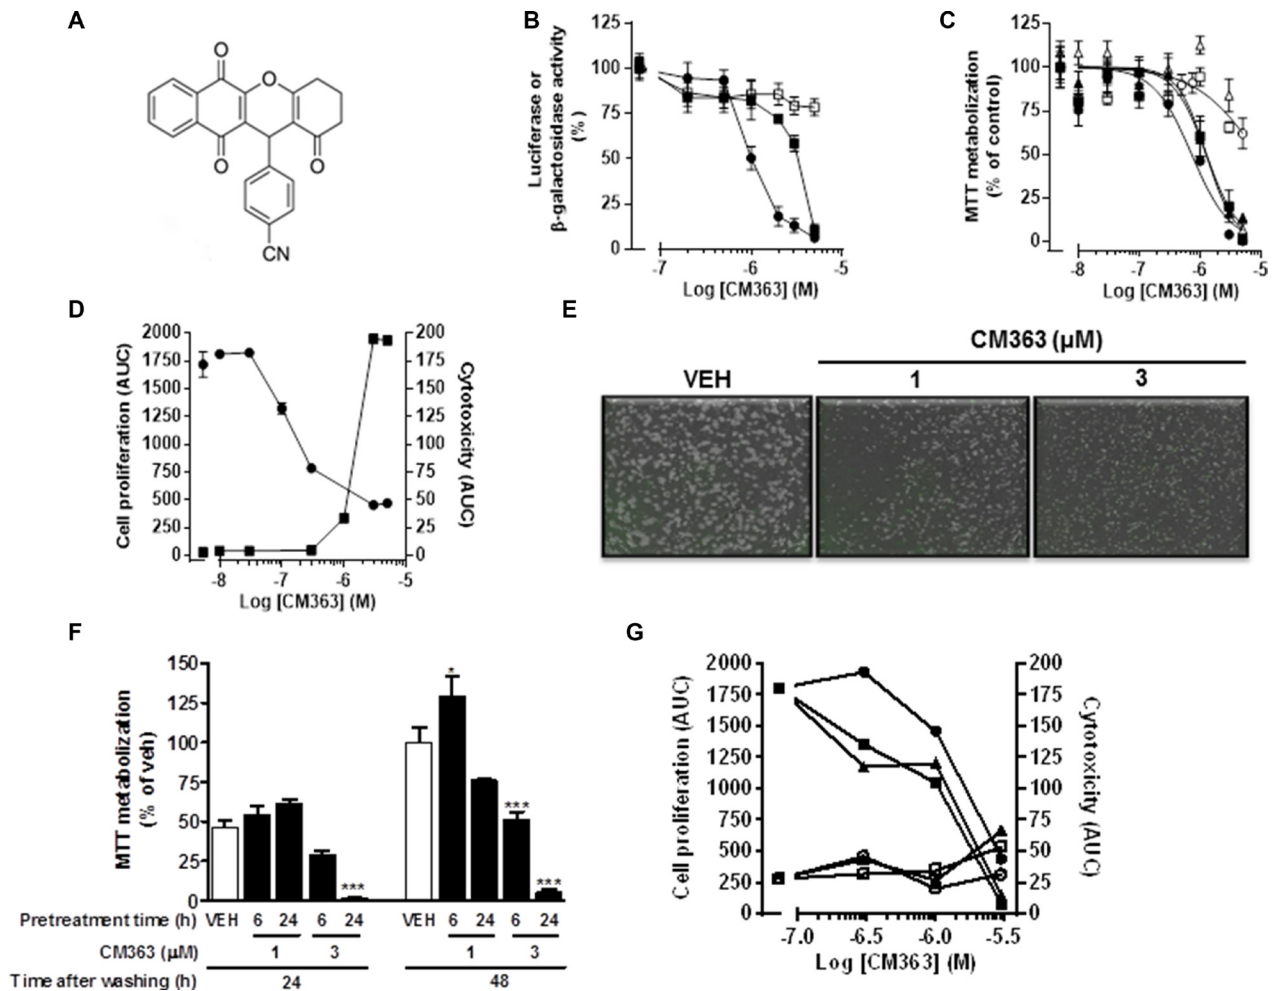 A
O
O
O
O
CN
B
Luciferase or
β-galactosidase activity
(%)
125
100
75
50
25
0
-7
-6
-5
Log [CM363] (M)
C
MTT metabolization
(% of control)
125
100
75
50
25
0
-8
-7
-6
-5
Log [CM363] (M)
D
Cell proliferation (AUC)
2000
1750
1500
1250
1000
750
500
250
0
200
175
150
125
100
75
50
25
0
Cytotoxicity
(AUC)
-8
-7
-6
-5
Log [CM363] (M)
E
CM363 (µM)
VEH
1
3
F
MTT metabolization
(% of veh)
150
125
100
75
50
25
0
***
*
***
***
Pretreatment time (h) VEH 6 24 6 24 VEH 6 24 6 24
CM363 (µM) 1 3 1 3
Time after washing (h) 24 48
G
Cell proliferation (AUC)
2000
1750
1500
1250
1000
750
500
250
0
200
175
150
125
100
75
50
25
0
Cytotoxicity
(AUC)
-7.0
-6.5
-6.0
-5.5
Log [CM363] (M)